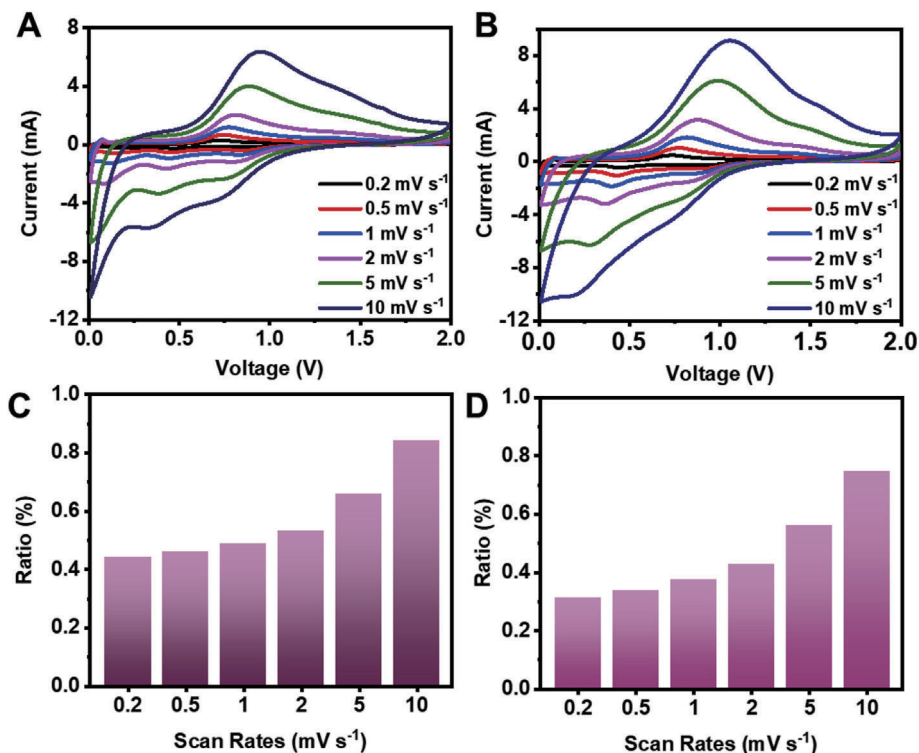 A
8
4
0
-4
-8
-12
Current (mA)
0.2 mV s⁻¹
0.5 mV s⁻¹
1 mV s⁻¹
2 mV s⁻¹
5 mV s⁻¹
10 mV s⁻¹
0.0 0.5 1.0 1.5 2.0
Voltage (V)
B
8
4
0
-4
-8
-12
Current (mA)
0.2 mV s⁻¹
0.5 mV s⁻¹
1 mV s⁻¹
2 mV s⁻¹
5 mV s⁻¹
10 mV s⁻¹
0.0 0.5 1.0 1.5 2.0
Voltage (V)
C
1.0
0.8
0.6
0.4
0.2
0.0
Ratio (%)
0.2 0.5 1 2 5 10
Scan Rates (mV s⁻¹)
D
1.0
0.8
0.6
0.4
0.2
0.0
Ratio (%)
0.2 0.5 1 2 5 10
Scan Rates (mV s⁻¹)